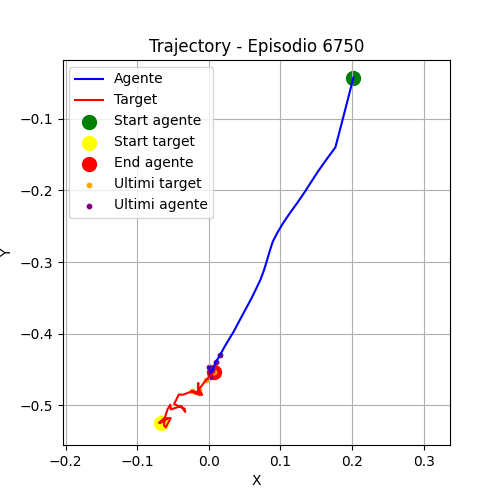 Trajectory - Episodio 6750
Agente
Target
Start agente
Start target
End agente
Ultimi target
Ultimi agente
Y
−0.1
−0.2
−0.3
−0.4
−0.5
−0.2
−0.1
0.0
0.1
0.2
0.3
X